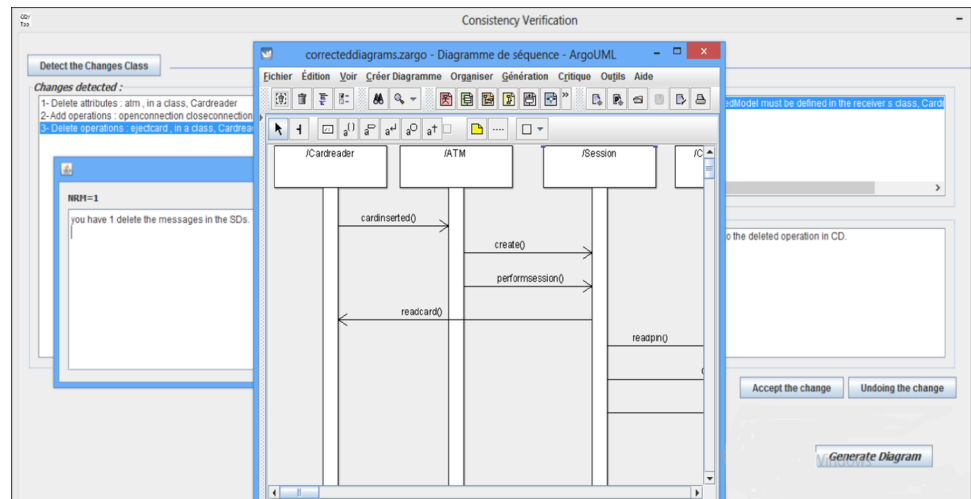 Consistency Verification
Detect the Changes Class
Changes detected :
1- Delete attributes : atm , in a class, Cardreader
2- Add operations : openconnection closeconnection
3- Delete operations : ejectcard , in a class, Cardrea
edModel must be defined in the receiver s class, Card
NRM=1
you have 1 delete the messages in the SDs.
correcteddiagrams.zargo - Diagramme de séquence - ArgoUML
Fichier Édition Voir Créer Diagramme Organiser Génération Critique Outils Aide
/Cardreader
/ATM
/Session
/C
cardinserted()
create()
performsession()
readcard()
readpin()
o the deleted operation in CD.
Accept the change
Undoing the change
Generate Diagram